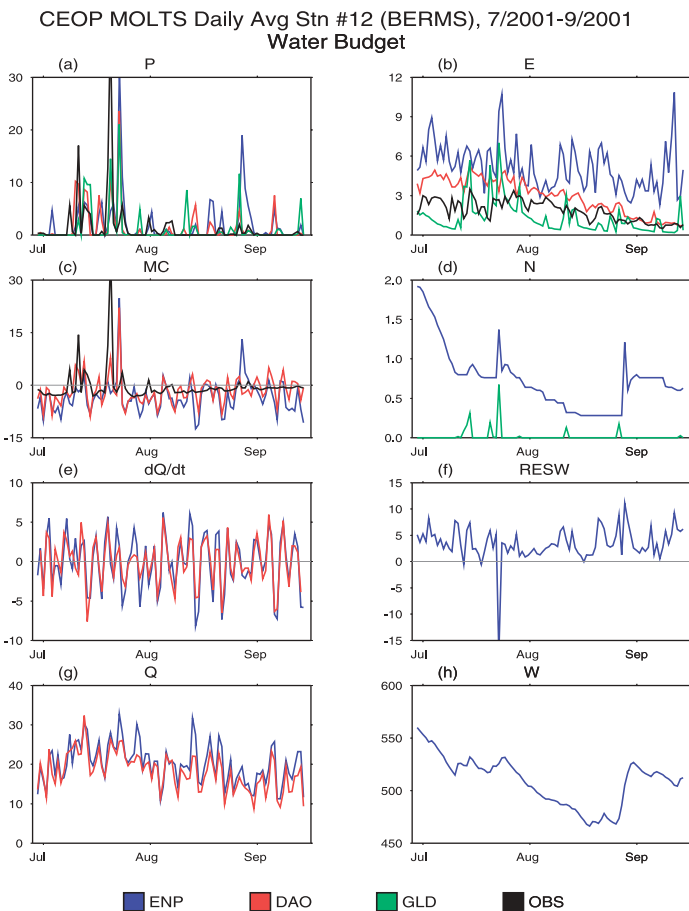 CEOP MOLTS Daily Avg Stn #12 (BERMS), 7/2001-9/2001
Water Budget
(a) P
30
20
10
0
Jul Aug Sep
(b) E
12
9
6
3
0
Jul Aug Sep
(c) MC
30
15
0
-15
Jul Aug Sep
(d) N
2.0
1.5
1.0
0.5
0.0
Jul Aug Sep
(e) dQ/dt
10
5
0
-5
-10
Jul Aug Sep
(f) RESW
15
10
5
0
-5
-10
-15
Jul Aug Sep
(g) Q
40
30
20
10
0
Jul Aug Sep
(h) W
600
550
500
450
Jul Aug Sep
ENP DAO GLD OBS